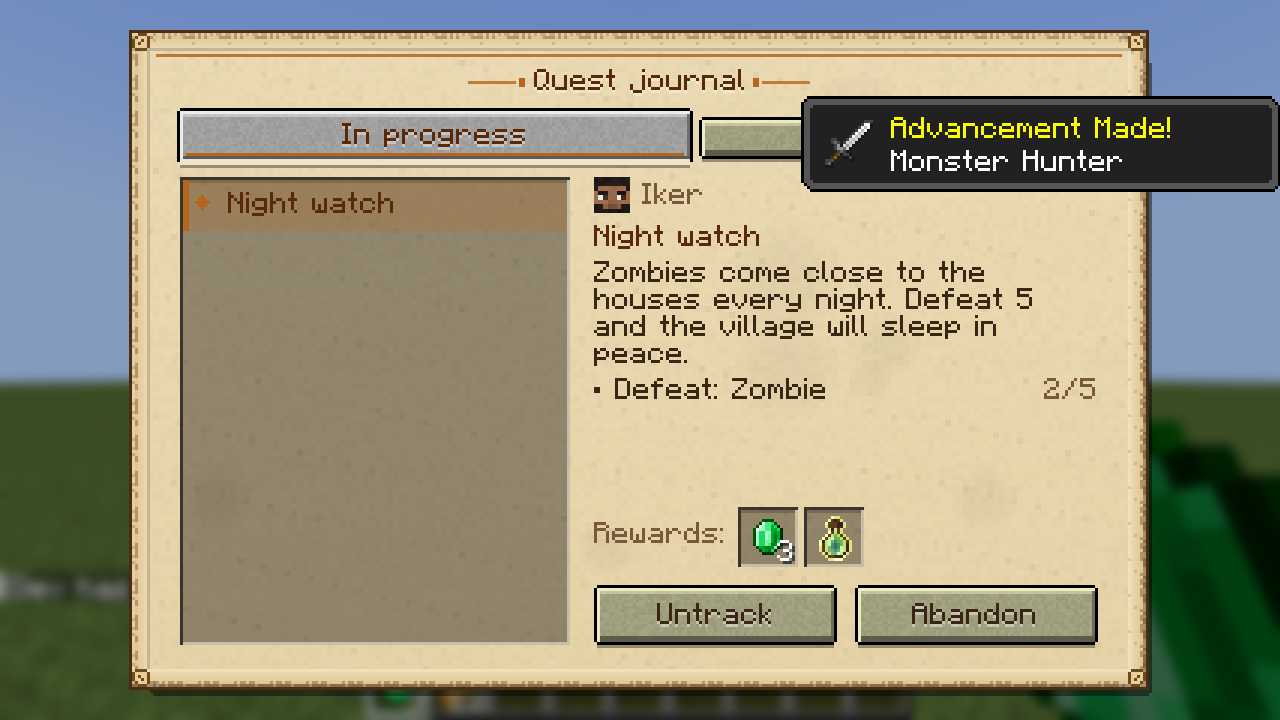 Quest journal
In progress
Advancement Made!
Monster Hunter
Night watch
Iker
Night watch
Zombies come close to the
houses every night. Defeat 5
and the village will sleep in
peace.
• Defeat: Zombie 2/5
Rewards: 3
Untrack Abandon